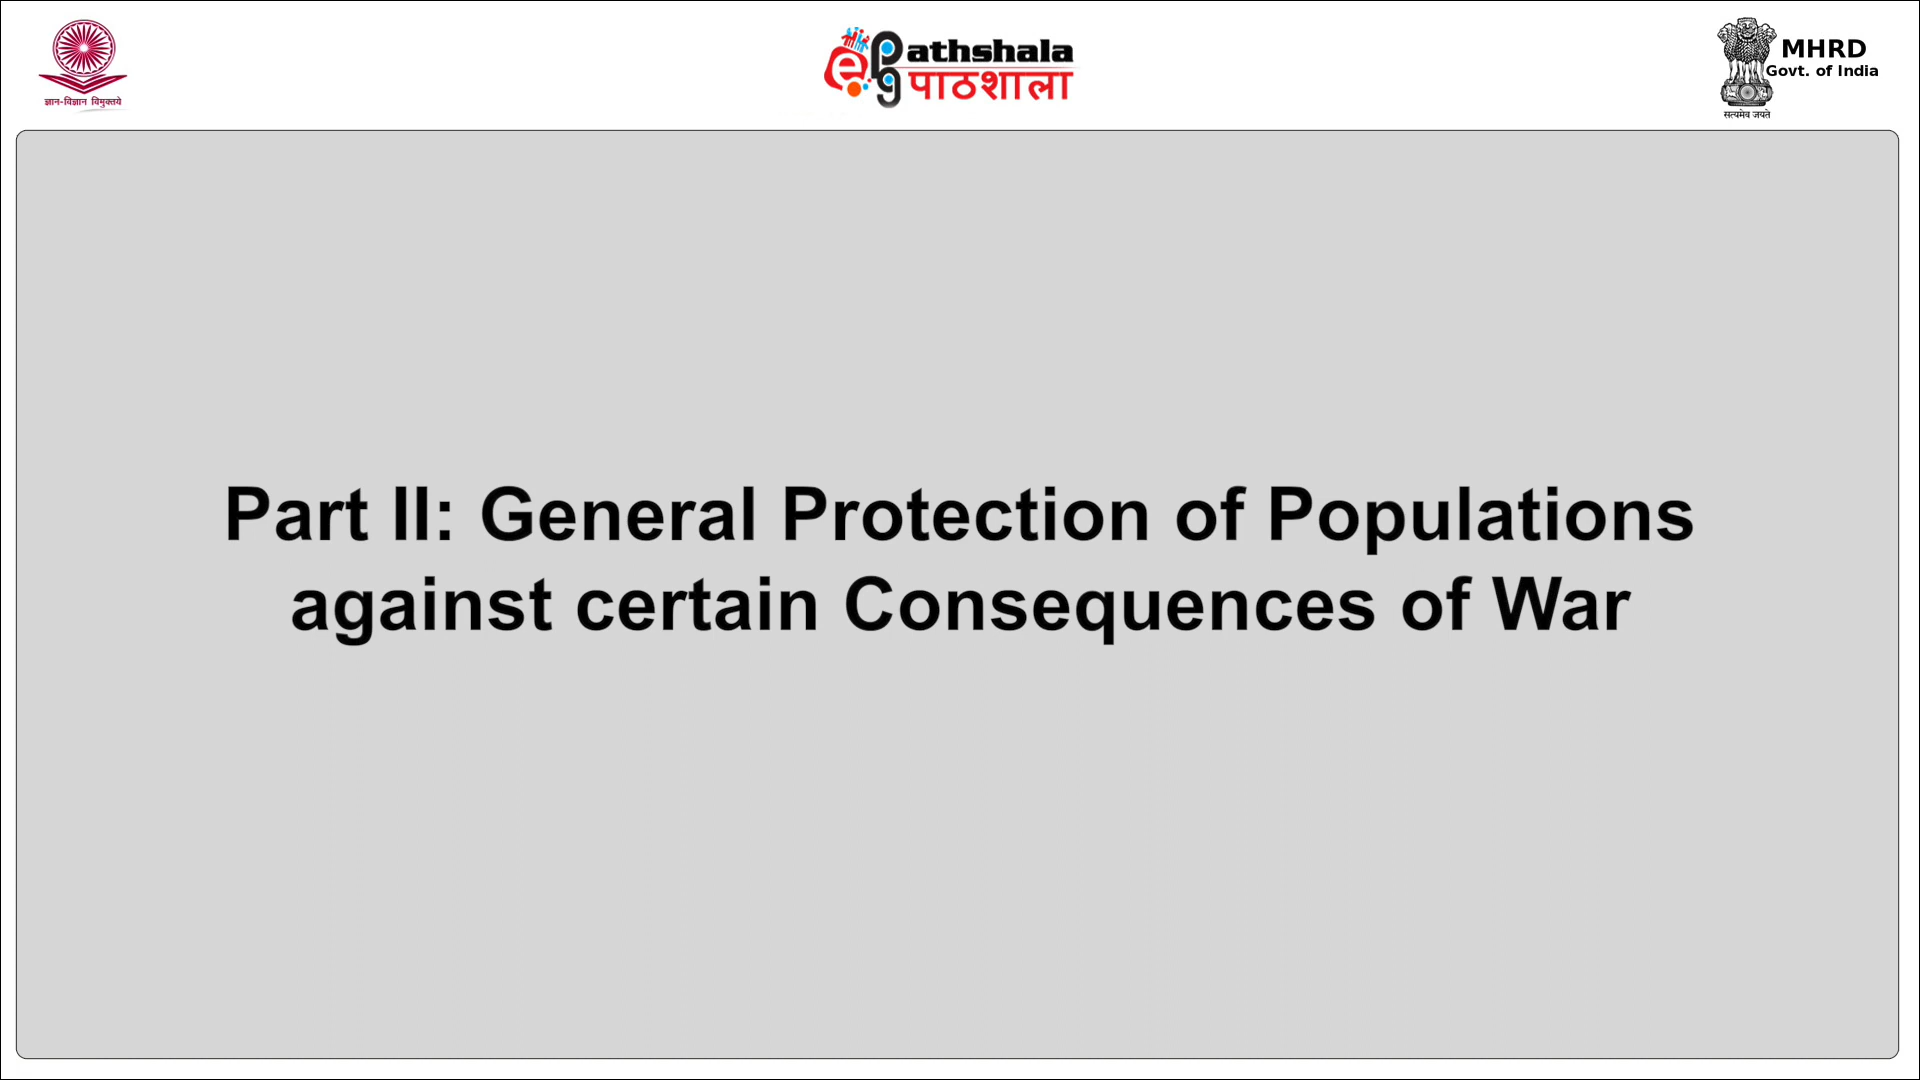 ज्ञान-विज्ञान विमुक्तये
epg
athshala
पाठशाला
MHRD
Govt. of India
सत्यमेव जयते
Part II: General Protection of Populations
against certain Consequences of War